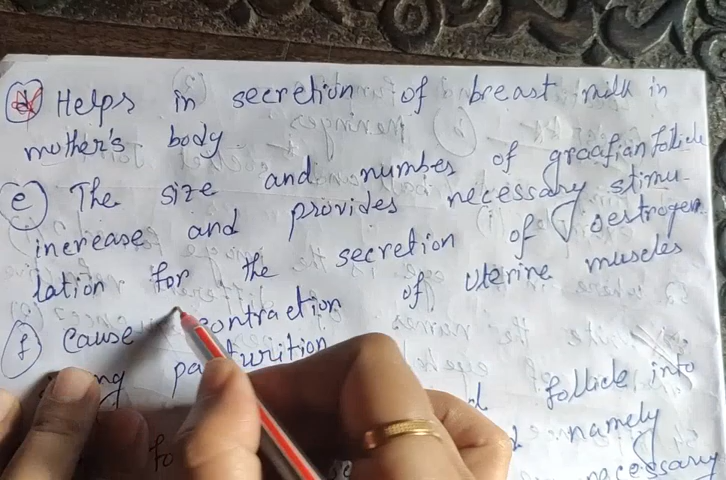 (d) Helps in secretion of breast milk in
mother's body
(e) The size and number of graafian follicle
increase and provides necessary stimu-
lation for the secretion of oestrogen
(f) Cause contraction of uterine muscles
parturition
follicle into
namely
necessary